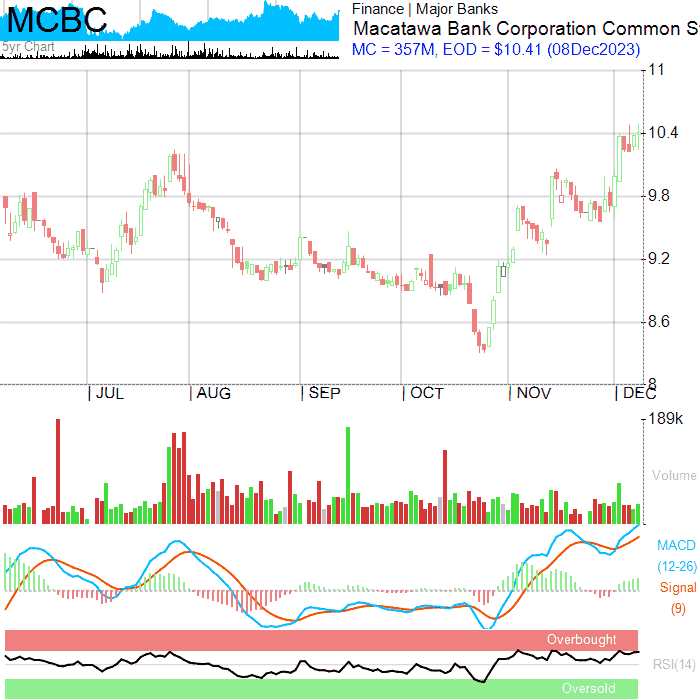 MCBC
5yr Chart
Finance | Major Banks
Macatawa Bank Corporation Common S
MC = 357M, EOD = $10.41 (08Dec2023)
11
10.4
9.8
9.2
8.6
8
JUL AUG SEP OCT NOV DEC
189k
Volume
MACD
(12-26)
Signal
(9)
Overbought
RSI(14)
Oversold